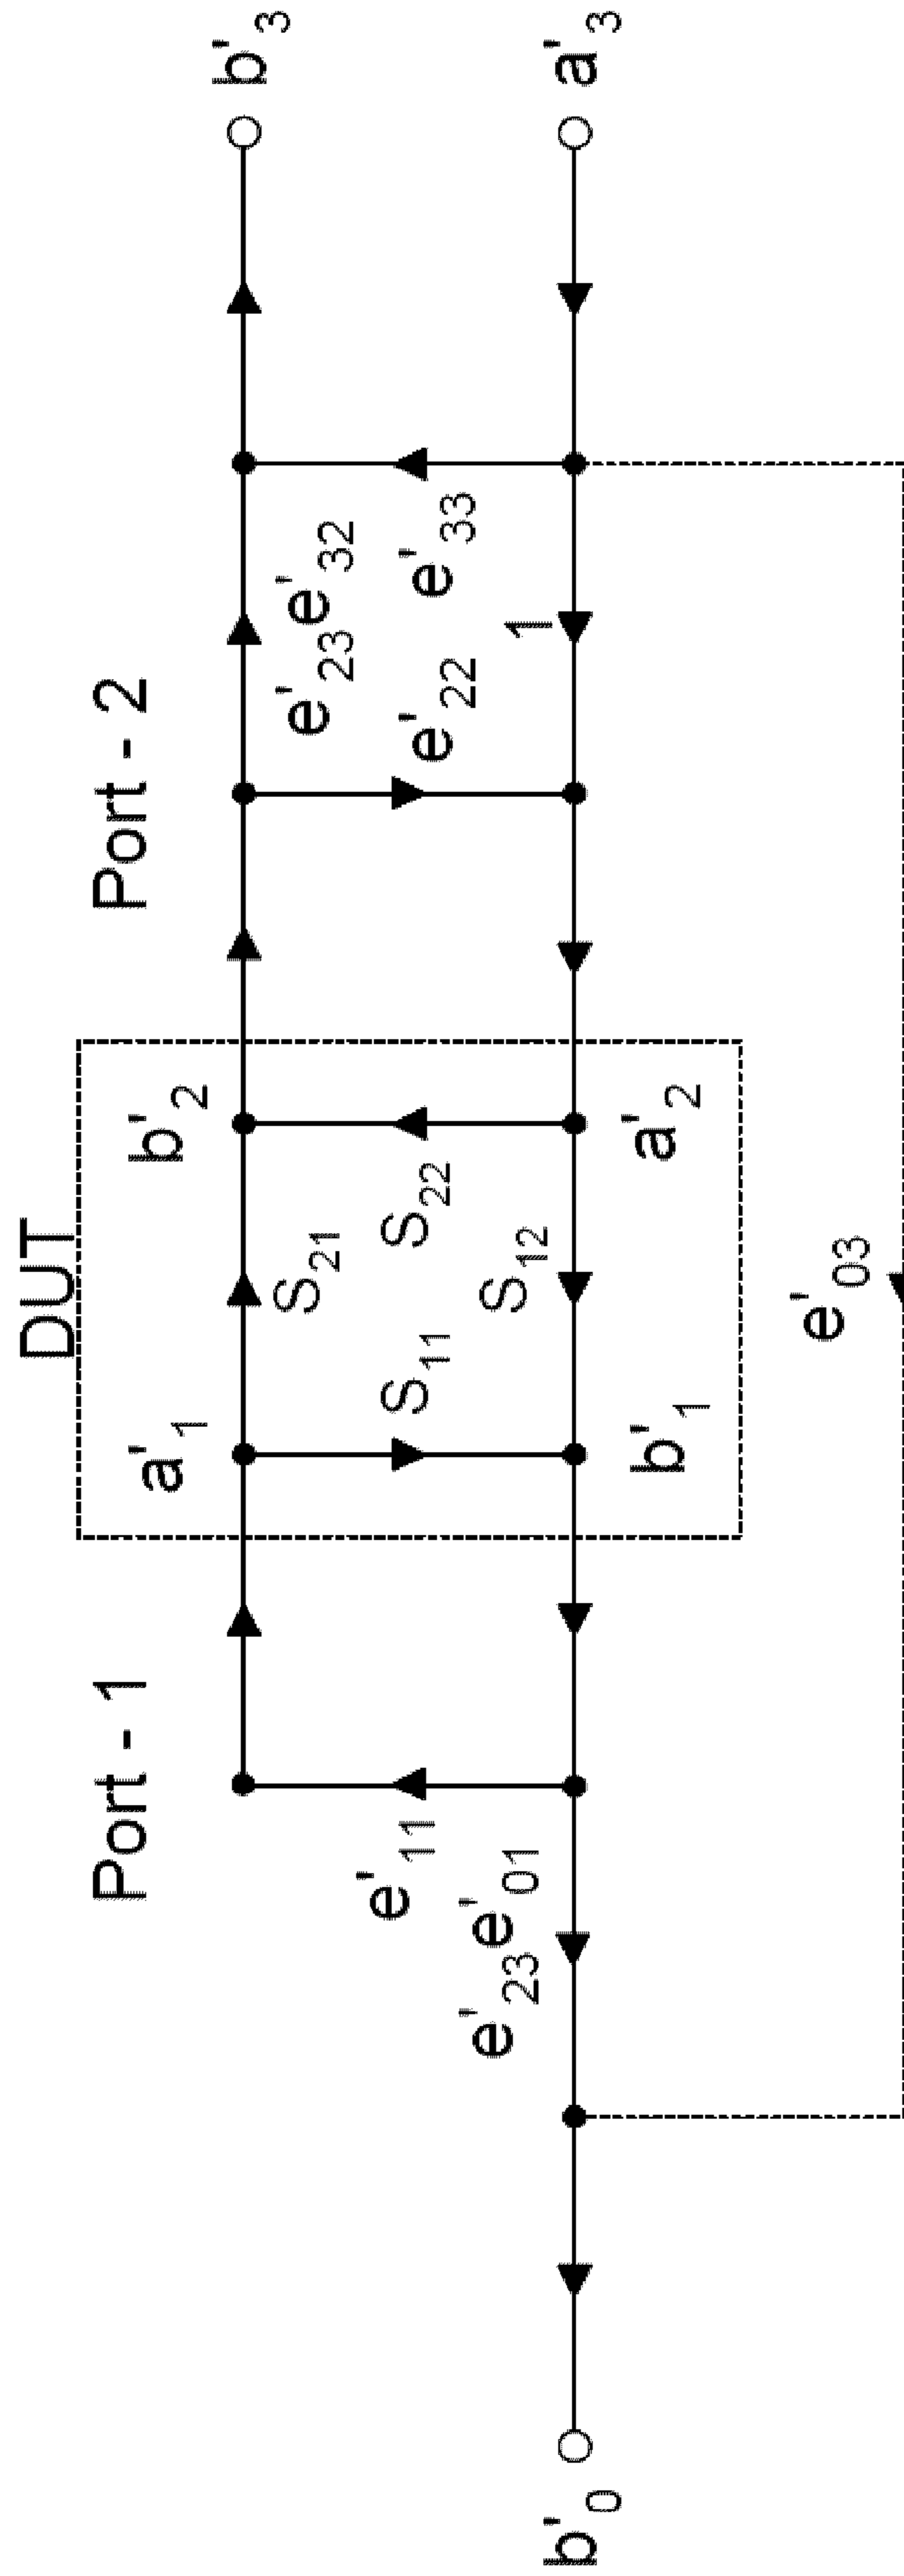 DUT
Port - 1
Port - 2
a'₁
b'₂
b'₃
S₂₁
e'₂₃e'₃₂
e'₁₁
S₁₁
S₂₂
e'₂₂
e'₃₃
e'₂₃e'₀₁
S₁₂
1
b'₀
a'₃
b'₁
a'₂
e'₀₃